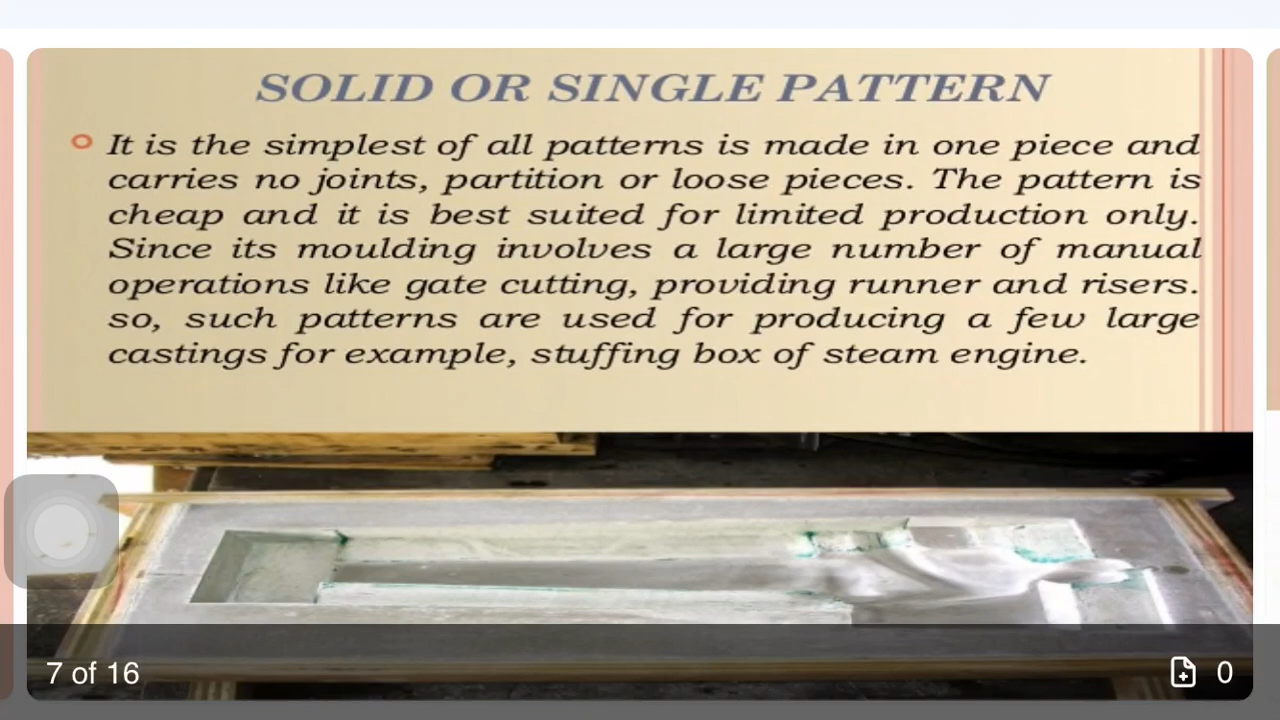 SOLID OR SINGLE PATTERN
It is the simplest of all patterns is made in one piece and
carries no joints, partition or loose pieces. The pattern is
cheap and it is best suited for limited production only.
Since its moulding involves a large number of manual
operations like gate cutting, providing runner and risers.
so, such patterns are used for producing a few large
castings for example, stuffing box of steam engine.
7 of 16
0